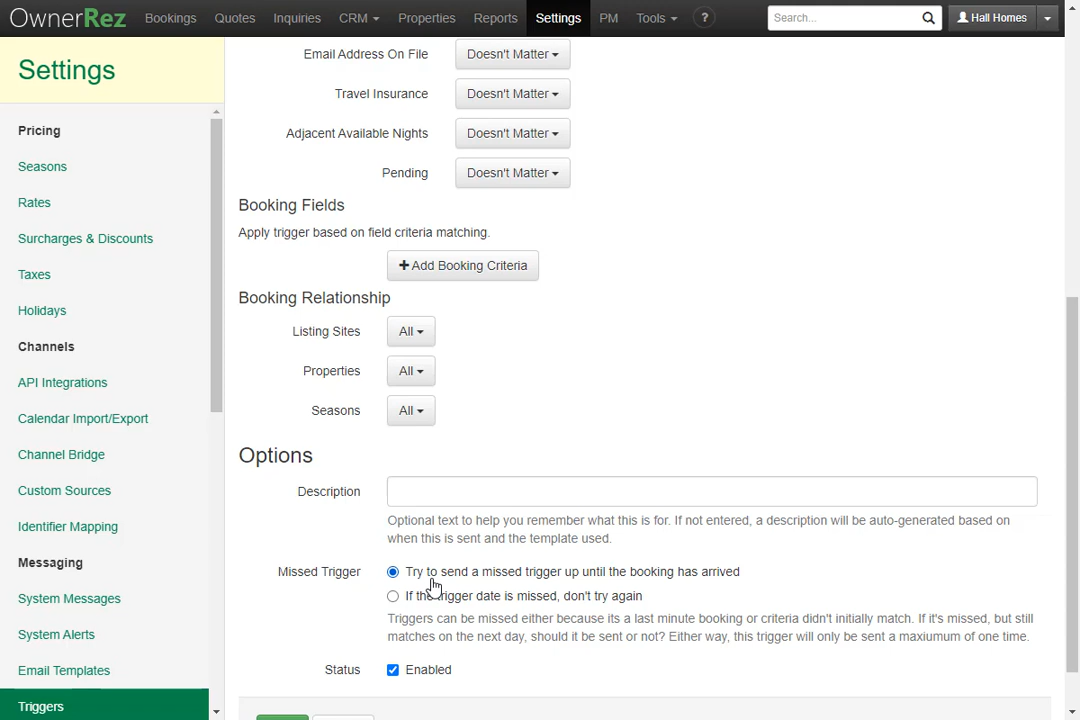 OwnerRez Bookings Quotes Inquiries CRM Properties Reports Settings PM Tools ? Search... Hall Homes
Settings
Pricing
Seasons
Rates
Surcharges & Discounts
Taxes
Holidays
Channels
API Integrations
Calendar Import/Export
Channel Bridge
Custom Sources
Identifier Mapping
Messaging
System Messages
System Alerts
Email Templates
Triggers
Email Address On File Doesn't Matter
Travel Insurance Doesn't Matter
Adjacent Available Nights Doesn't Matter
Pending Doesn't Matter
Booking Fields
Apply trigger based on field criteria matching.
+ Add Booking Criteria
Booking Relationship
Listing Sites All
Properties All
Seasons All
Options
Description
Optional text to help you remember what this is for. If not entered, a description will be auto-generated based on
when this is sent and the template used.
Missed Trigger Try to send a missed trigger up until the booking has arrived
If the trigger date is missed, don't try again
Triggers can be missed either because its a last minute booking or criteria didn't initially match. If it's missed, but still
matches on the next day, should it be sent or not? Either way, this trigger will only be sent a maxiumum of one time.
Status Enabled